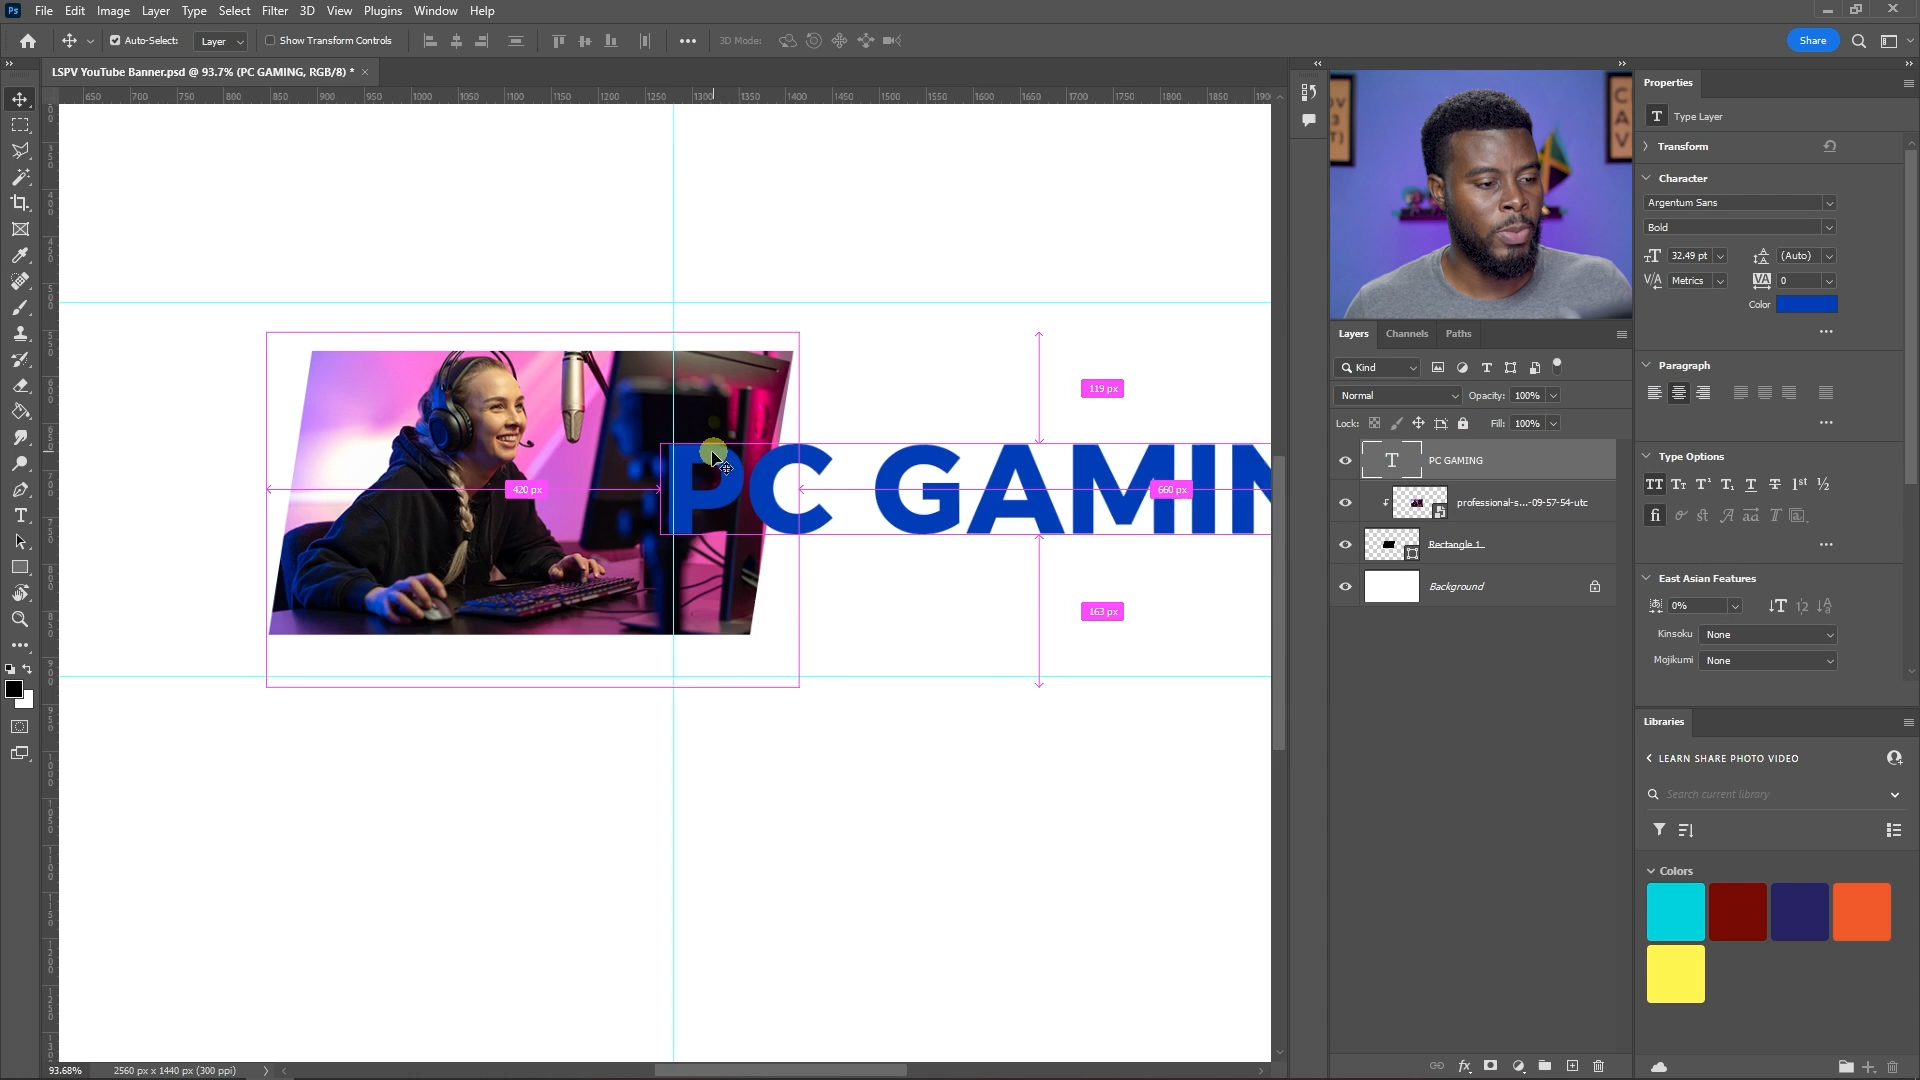 Ps File Edit Image Layer Type Select Filter 3D View Plugins Window Help
Auto-Select: Layer Show Transform Controls 3D Mode: Share
LSPV YouTube Banner.psd @ 93.7% (PC GAMING, RGB/8) *
650 700 750 800 850 900 950 1000 1050 1100 1150 1200 1250 1300 1350 1400 1450 1500 1550 1600 1650 1700 1750 1800 1850 190
119 px
PC GAMIN
420 px
660 px
163 px
93.68% 2560 px x 1440 px (300 ppi)
Layers Channels Paths
Kind
Normal Opacity: 100%
Lock: Fill: 100%
T PC GAMING
professional-s...-09-57-54-utc
Rectangle 1
Background
fx
Properties
T Type Layer
Transform
Character
Argentum Sans
Bold
32.49 pt (Auto)
Metrics 0
Color
Paragraph
Type Options
East Asian Features
0%
Kinsoku None
Mojikumi None
Libraries
LEARN SHARE PHOTO VIDEO
Search current library
Colors